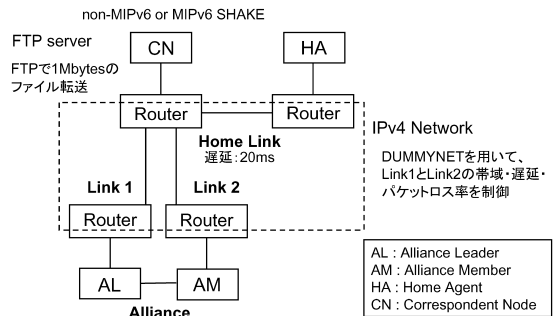 non-MIPv6 or MIPv6 SHAKE
FTP server
CN
HA
FTPで1Mbytesの
ファイル転送
Router
Router
IPv4 Network
Home Link
遅延:20ms
DUMMYNETを用いて、
Link1とLink2の帯域・遅延・
パケットロス率を制御
Link 1
Link 2
Router
Router
AL
AM
Alliance
AL : Alliance Leader
AM : Alliance Member
HA : Home Agent
CN : Correspondent Node